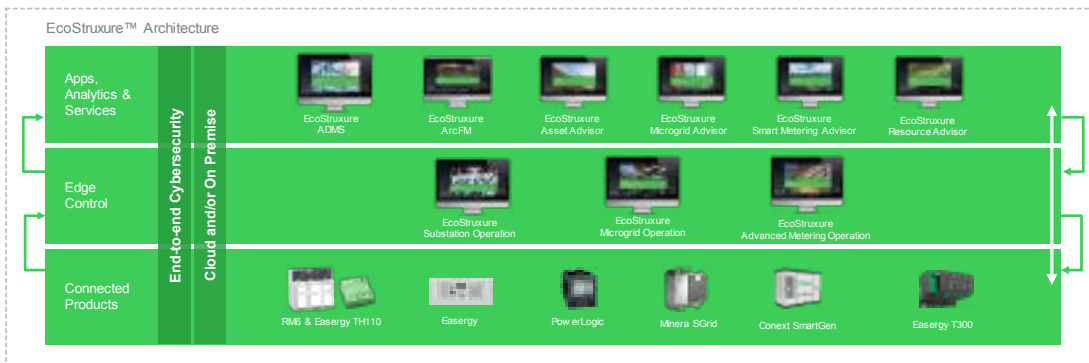 EcoStruxure™ Architecture
Apps,
Analytics &
Services
End-to-end Cybersecurity
Cloud and/or On Premise
EcoStruxure
ADMS
EcoStruxure
ArcFM
EcoStruxure
Asset Advisor
EcoStruxure
Microgrid Advisor
EcoStruxure
Smart Metering Advisor
EcoStruxure
Resource Advisor
Edge
Control
EcoStruxure
Substation Operation
EcoStruxure
Microgrid Operation
EcoStruxure
Advanced Metering Operation
Connected
Products
RM6 & Easergy TH110
Easergy
PowerLogic
Minera SGrid
Conext SmartGen
Easergy T300